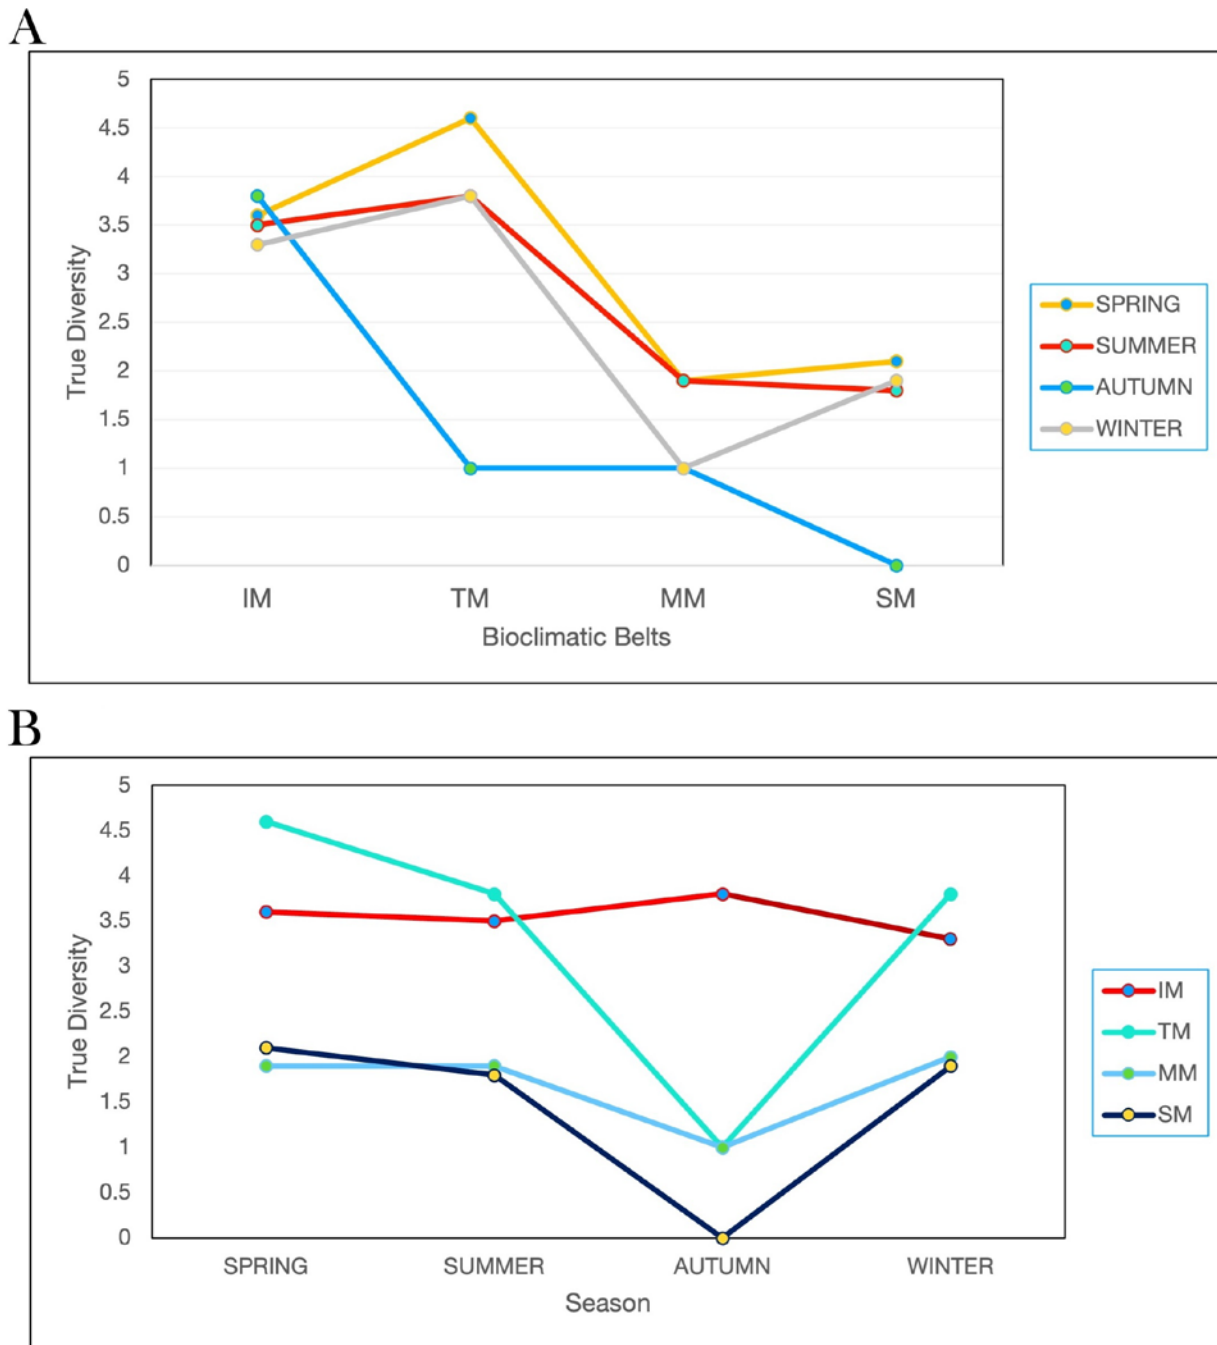 A
5
4.5
4
3.5
3
2.5
2
1.5
1
0.5
0
True Diversity
IM TM MM SM
Bioclimatic Belts
SPRING
SUMMER
AUTUMN
WINTER
B
5
4.5
4
3.5
3
2.5
2
1.5
1
0.5
0
True Diversity
SPRING SUMMER AUTUMN WINTER
Season
IM
TM
MM
SM